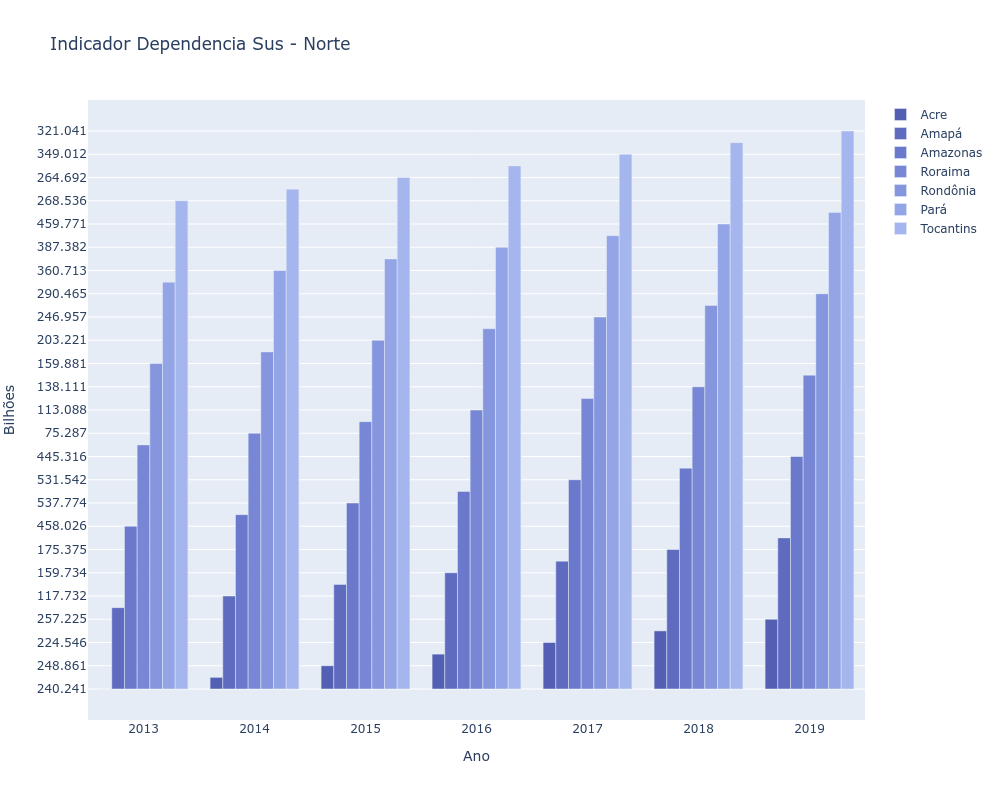 Indicador Dependencia Sus - Norte
Acre
Amapá
Amazonas
Roraima
Rondônia
Pará
Tocantins
Bilhões
321.041
349.012
264.692
268.536
459.771
387.382
360.713
290.465
246.957
203.221
159.881
138.111
113.088
75.287
445.316
531.542
537.774
458.026
175.375
159.734
117.732
257.225
224.546
248.861
240.241
2013 2014 2015 2016 2017 2018 2019
Ano